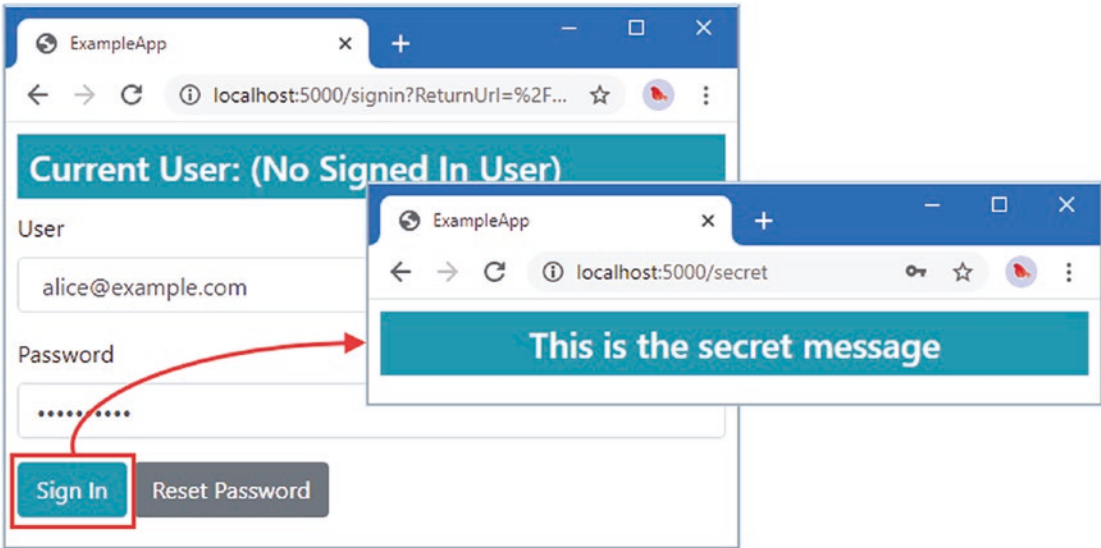 ExampleApp
localhost:5000/signin?ReturnUrl=%2F...
Current User: (No Signed In User)
User
alice@example.com
Password
••••••••••
Sign In
Reset Password
ExampleApp
localhost:5000/secret
This is the secret message